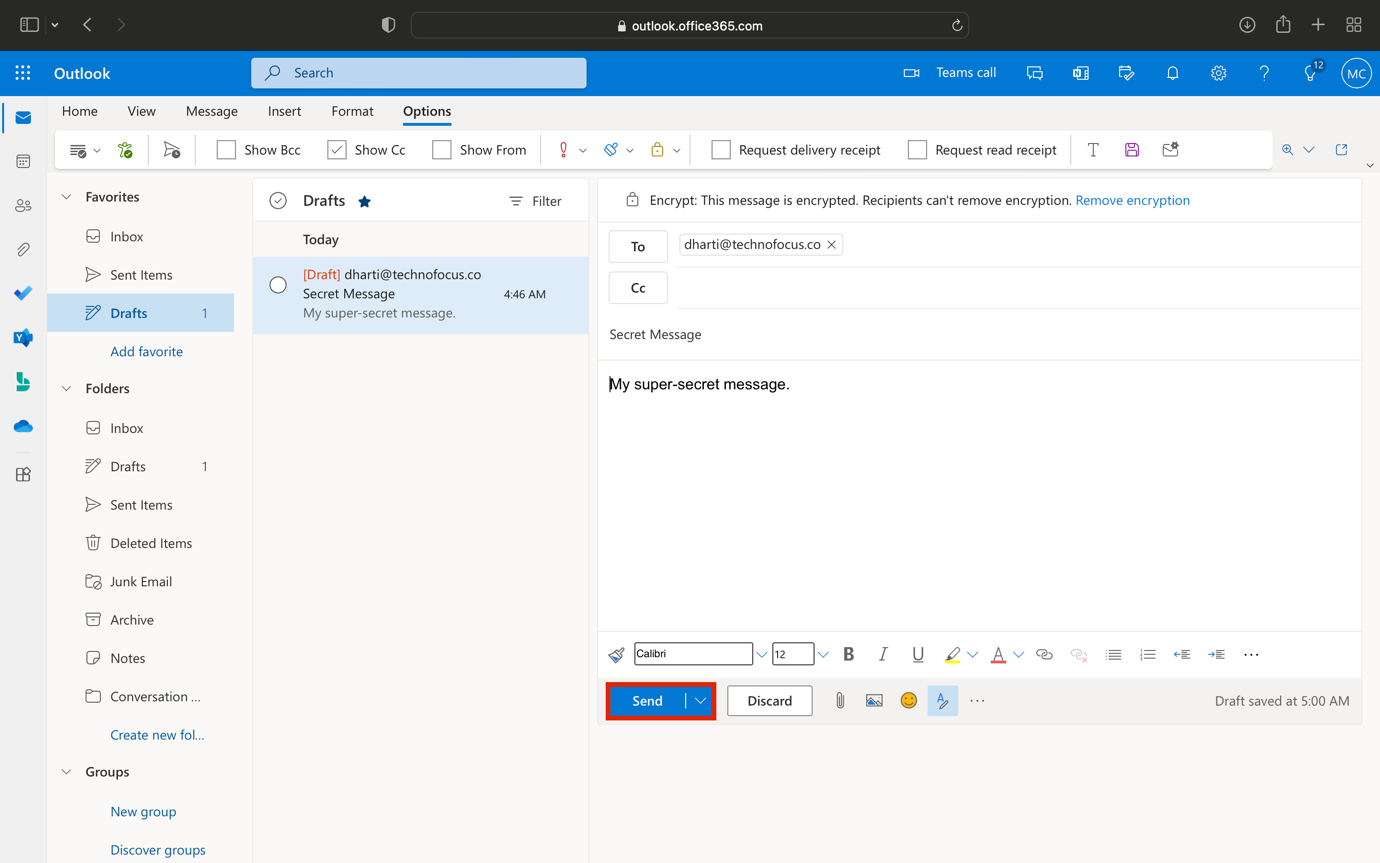 outlook.office365.com
Outlook
Search
Teams call
12
MC
Home View Message Insert Format Options
Show Bcc Show Cc Show From Request delivery receipt Request read receipt
Favorites
Inbox
Sent Items
Drafts 1
Add favorite
Folders
Inbox
Drafts 1
Sent Items
Deleted Items
Junk Email
Archive
Notes
Conversation ...
Create new fol...
Groups
New group
Discover groups
Drafts
Filter
Today
[Draft] dharti@technofocus.co
Secret Message 4:46 AM
My super-secret message.
Encrypt: This message is encrypted. Recipients can't remove encryption. Remove encryption
To dharti@technofocus.co
Cc
Secret Message
My super-secret message.
Calibri 12 B I U A
Send Discard Draft saved at 5:00 AM